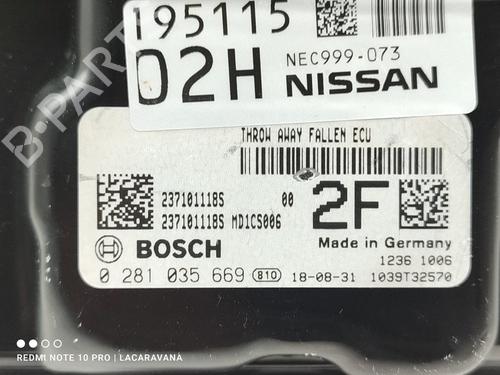 195115
02H
NEC999-073
NISSAN
THROW AWAY FALLEN ECU
237101118S 00
237101118S MD1CS006
2F
BOSCH
Made in Germany
1236 1006
0 281 035 669 810 18-08-31 1039T32570
B-PARTS
REDMI NOTE 10 PRO | LACARAVANA